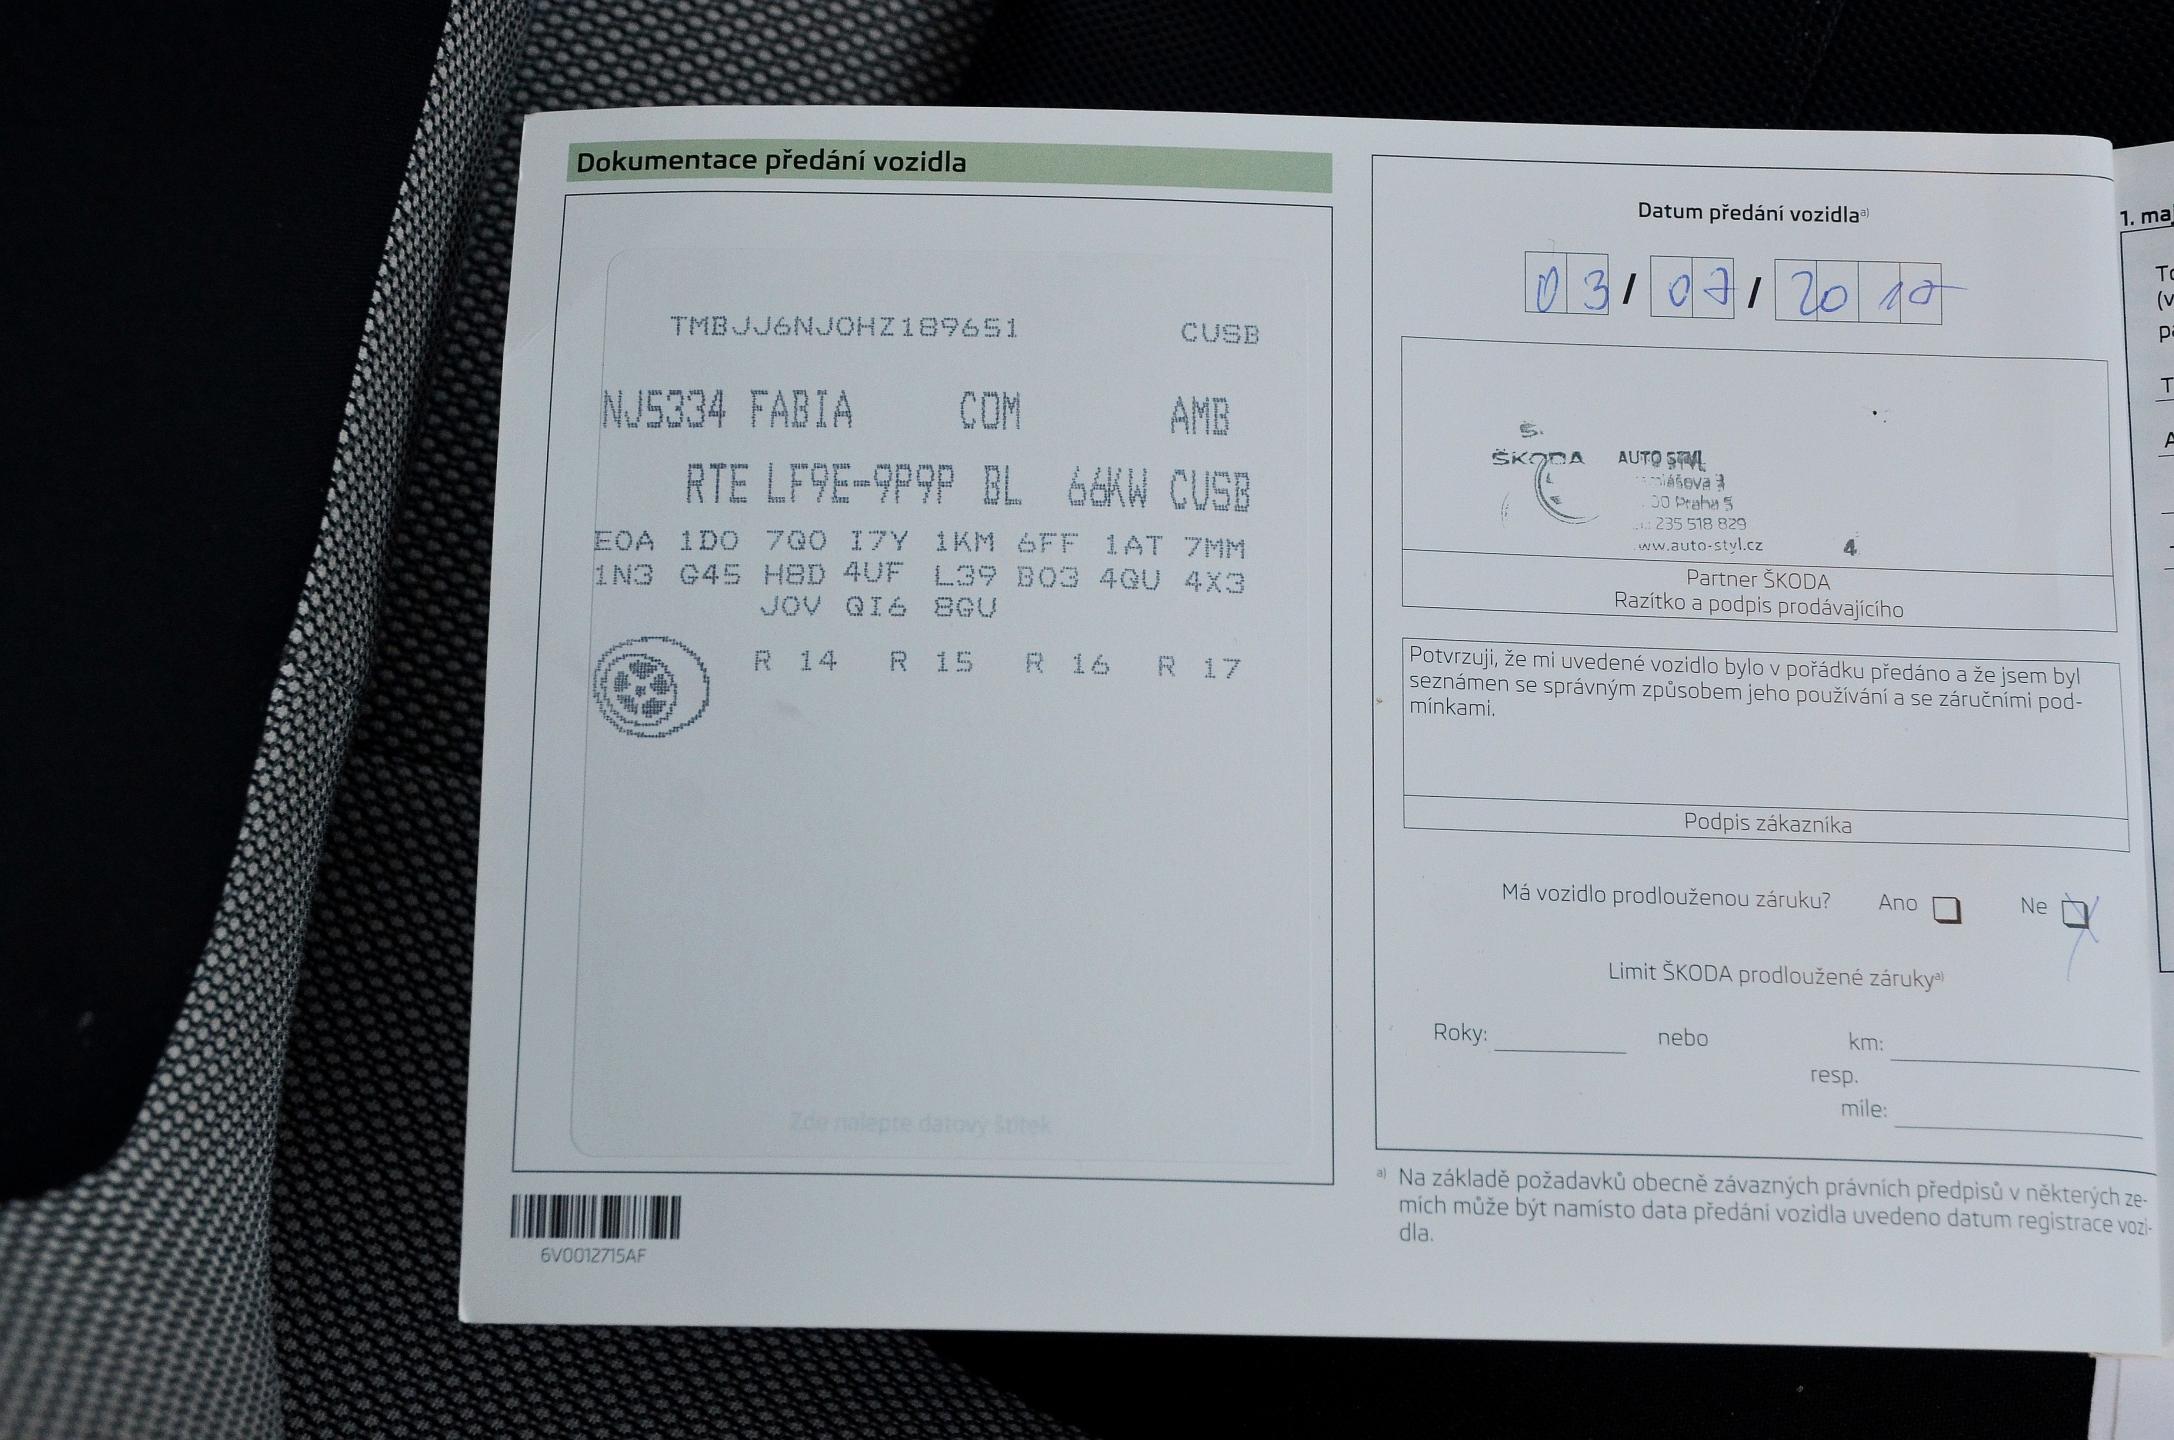 Dokumentace předání vozidla
TMBJJ6NJ0HZ189651 CUSB
NJ5334 FABIA COM AMB
RTE LF9E-9P9P BL 66KW CUSB
E0A 1D0 7Q0 I7Y 1KM 6FF 1AT 7MM
1N3 G45 H8D 4UF L39 B03 4QU 4X3
J0V QI6 8GU
R 14 R 15 R 16 R 17
Zde nalepte datový štítek
6V0012715AF
Datum předání vozidla a)
03 / 07 / 2017
ŠKODA AUTO STYL
Praha 5
235 518 829
www.auto-styl.cz 4
Partner ŠKODA
Razítko a podpis prodávajícího
Potvrzuji, že mi uvedené vozidlo bylo v pořádku předáno a že jsem byl
seznámen se správným způsobem jeho používání a se záručními pod-
mínkami.
Podpis zákazníka
Má vozidlo prodlouženou záruku? Ano Ne
Limit ŠKODA prodloužené záruky a)
Roky: nebo km:
resp.
míle:
a) Na základě požadavků obecně závazných právních předpisů v některých ze-
mích může být namísto data předání vozidla uvedeno datum registrace vozi-
dla.
1.